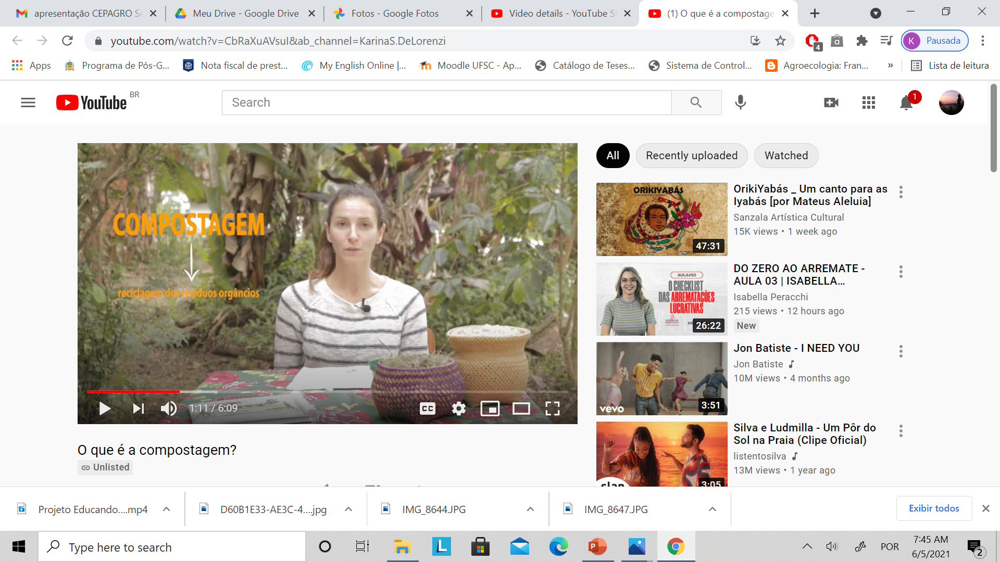 apresentação CEPAGRO Se
Meu Drive - Google Drive
Fotos - Google Fotos
Video details - YouTube St
(1) O que é a compostage
youtube.com/watch?v=CbRaXuAVsuI&ab_channel=KarinaS.DeLorenzi
4
K Pausada
Apps
Programa de Pós-G...
Nota fiscal de prest...
My English Online |...
Moodle UFSC - Ap...
Catálogo de Teses...
Sistema de Control...
Agroecologia: Fran...
»
Lista de leitura
YouTube BR
Search
1
COMPOSTAGEM
reciclagem dos resíduos orgâncios
1:11 / 6:09
CC
O que é a compostagem?
Unlisted
All
Recently uploaded
Watched
ORIKIYABÁS
47:31
OrikiYabás _ Um canto para as
Iyabás [por Mateus Aleluia]
Sanzala Artística Cultural
15K views • 1 week ago
AULA#03
O CHECKLIST
DAS ARREMATAÇÕES
LUCRATIVAS
26:22
DO ZERO AO ARREMATE -
AULA 03 | ISABELLA...
Isabella Peracchi
215 views • 12 hours ago
New
vevo
3:51
Jon Batiste - I NEED YOU
Jon Batiste
10M views • 4 months ago
slap
3:05
Silva e Ludmilla - Um Pôr do
Sol na Praia (Clipe Oficial)
listentosilva
13M views • 1 year ago
Projeto Educando....mp4
D60B1E33-AE3C-4....jpg
IMG_8644.JPG
IMG_8647.JPG
Exibir todos
Type here to search
L
P
POR
7:45 AM
6/5/2021
2